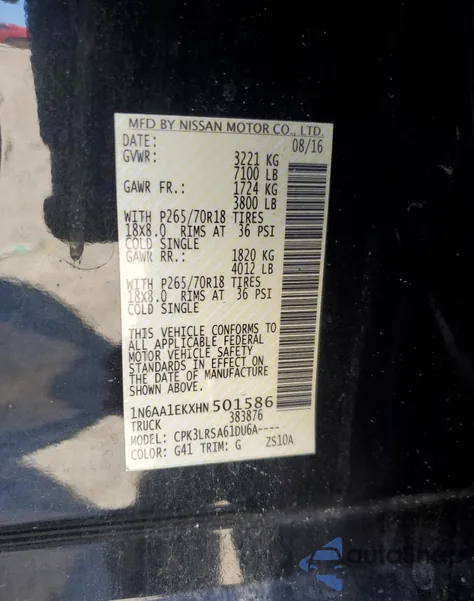 MFD BY NISSAN MOTOR CO., LTD.
DATE: 08/16
GVWR: 3221 KG
7100 LB
GAWR FR.: 1724 KG
3800 LB
WITH P265/70R18 TIRES
18x8.0 RIMS AT 36 PSI
COLD SINGLE
GAWR RR.: 1820 KG
4012 LB
WITH P265/70R18 TIRES
18x8.0 RIMS AT 36 PSI
COLD SINGLE
THIS VEHICLE CONFORMS TO
ALL APPLICABLE FEDERAL
MOTOR VEHICLE SAFETY
STANDARDS IN EFFECT ON
THE DATE OF MANUFACTURE
SHOWN ABOVE.
1N6AA1EKXHN501586
TRUCK 383876
MODEL: CPK3LRSA61DU6A----
COLOR: G41 TRIM: G ZS10A